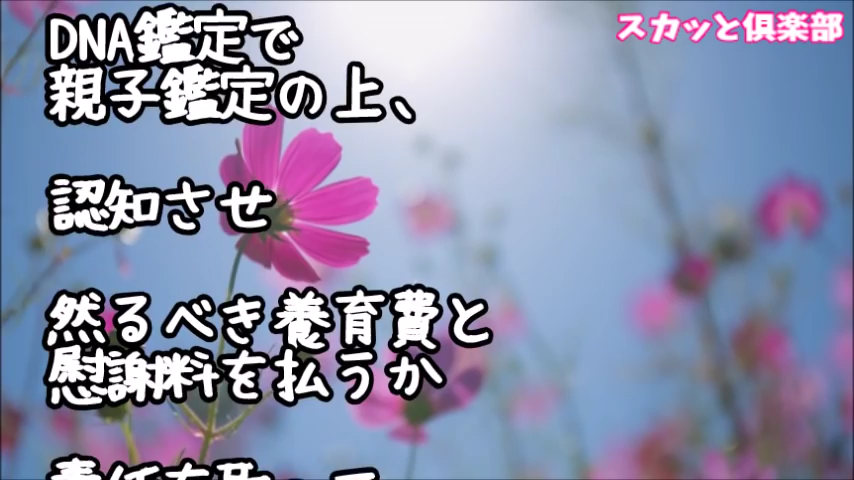 スカッと倶楽部
DNA鑑定で
親子鑑定の上、
認知させ
然るべき養育費と
慰謝料を払うか